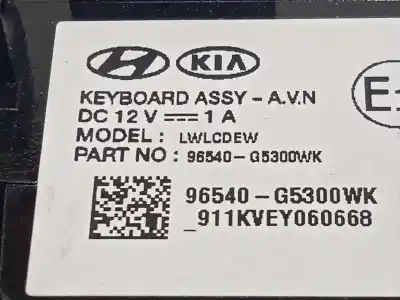 KIA
KEYBOARD ASSY - A.V.N
DC 12 V ⎓ 1 A
MODEL : LWLCDEW
PART NO : 96540-G5300WK
96540-G5300WK
_911KVEY060668